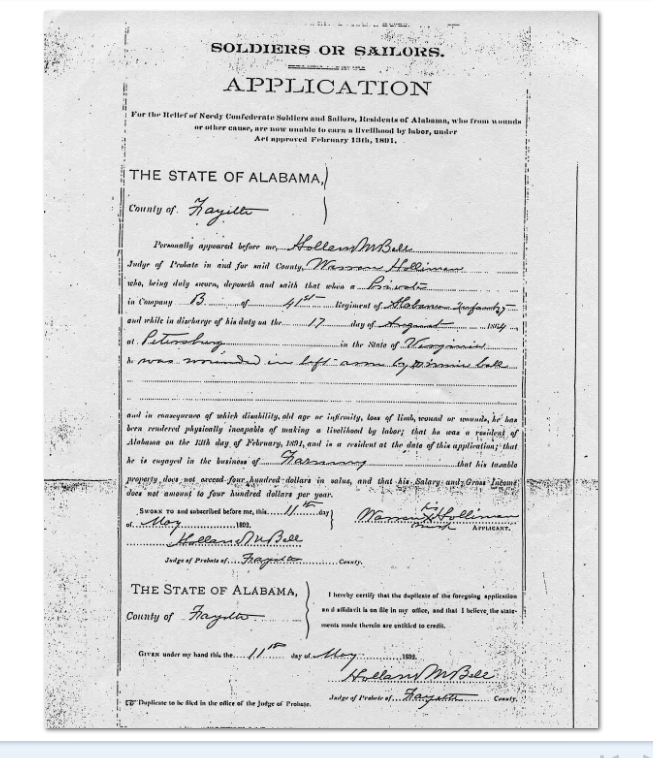 SOLDIERS OR SAILORS.
APPLICATION
For the Relief of Needy Confederate Soldiers and Sailors, Residents of Alabama, who from wounds
or other cause, are now unable to earn a livelihood by labor, under
Act approved February 13th, 1891.
THE STATE OF ALABAMA,
County of Fayette
Personally appeared before me, Holland M Bell
Judge of Probate in and for said County, Warren Holliman
who, being duly sworn, deposeth and saith that when a Private
in Company B. of 41st Regiment of Alabama Infantry
and while in discharge of his duty on the 17 day of August 1864,
at Petersburg in the State of Virginia
he was wounded in left arm by minnie ball
and in consequence of which disability, old age or infirmity, loss of limb, wound or wounds, he has
been rendered physically incapable of making a livelihood by labor; that he was a resident of
Alabama on the 13th day of February, 1891, and is a resident at the date of this application; that
he is engaged in the business of Farming that his taxable
property does not exceed four hundred dollars in value, and that his Salary and Gross Income
does not amount to four hundred dollars per year.
SWORN TO and subscribed before me, this 11th day
of May 1892.
Warren his X mark Holliman
APPLICANT.
Holland M Bell
Judge of Probate of Fayette County.
THE STATE OF ALABAMA,
County of Fayette
I hereby certify that the duplicate of the foregoing application
and affidavit is on file in my office, and that I believe the state-
ments made therein are entitled to credit.
GIVEN under my hand this the 11th day of May 1892.
Holland M Bell
Judge of Probate of Fayette County.
☞ Duplicate to be filed in the office of the Judge of Probate.